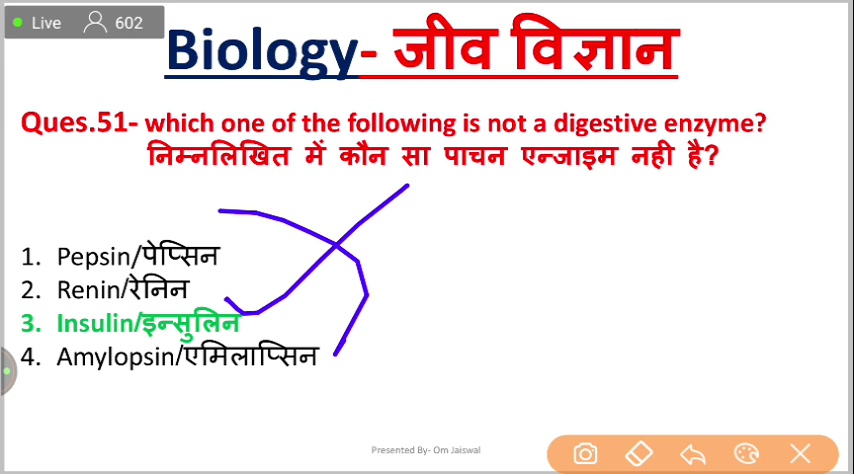 Live 602
Biology- जीव विज्ञान
Ques.51- which one of the following is not a digestive enzyme?
निम्नलिखित में कौन सा पाचन एन्जाइम नही है?
1. Pepsin/पेप्सिन
2. Renin/रेनिन
3. Insulin/इन्सुलिन
4. Amylopsin/एमिलाप्सिन
Presented By- Om Jaiswal